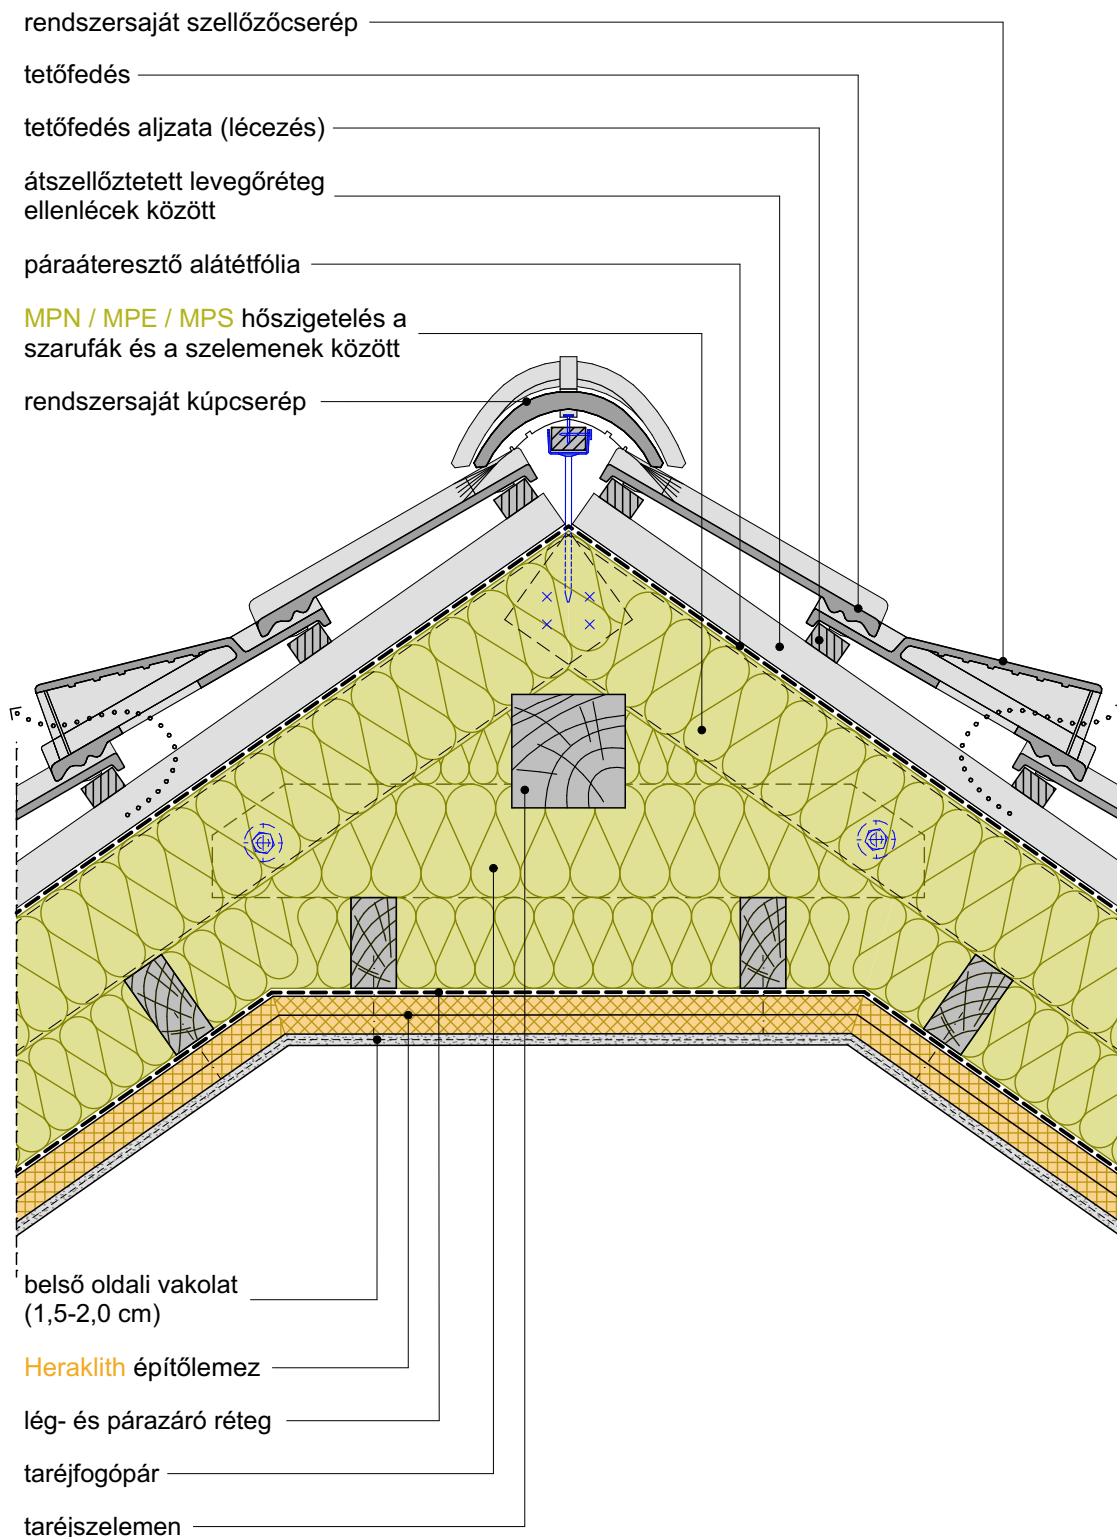 rendszersaját szellőzőcserép
tetőfedés
tetőfedés aljzata (lécezés)
átszellőztetett levegőréteg
ellenlécek között
páraáteresztő alátétfólia
MPN / MPE / MPS hőszigetelés a
szarufák és a szelemenek között
rendszersaját kúpcserép
belső oldali vakolat
(1,5-2,0 cm)
Heraklith építőlemez
lég- és párazáró réteg
taréjfogópár
taréjszelemen